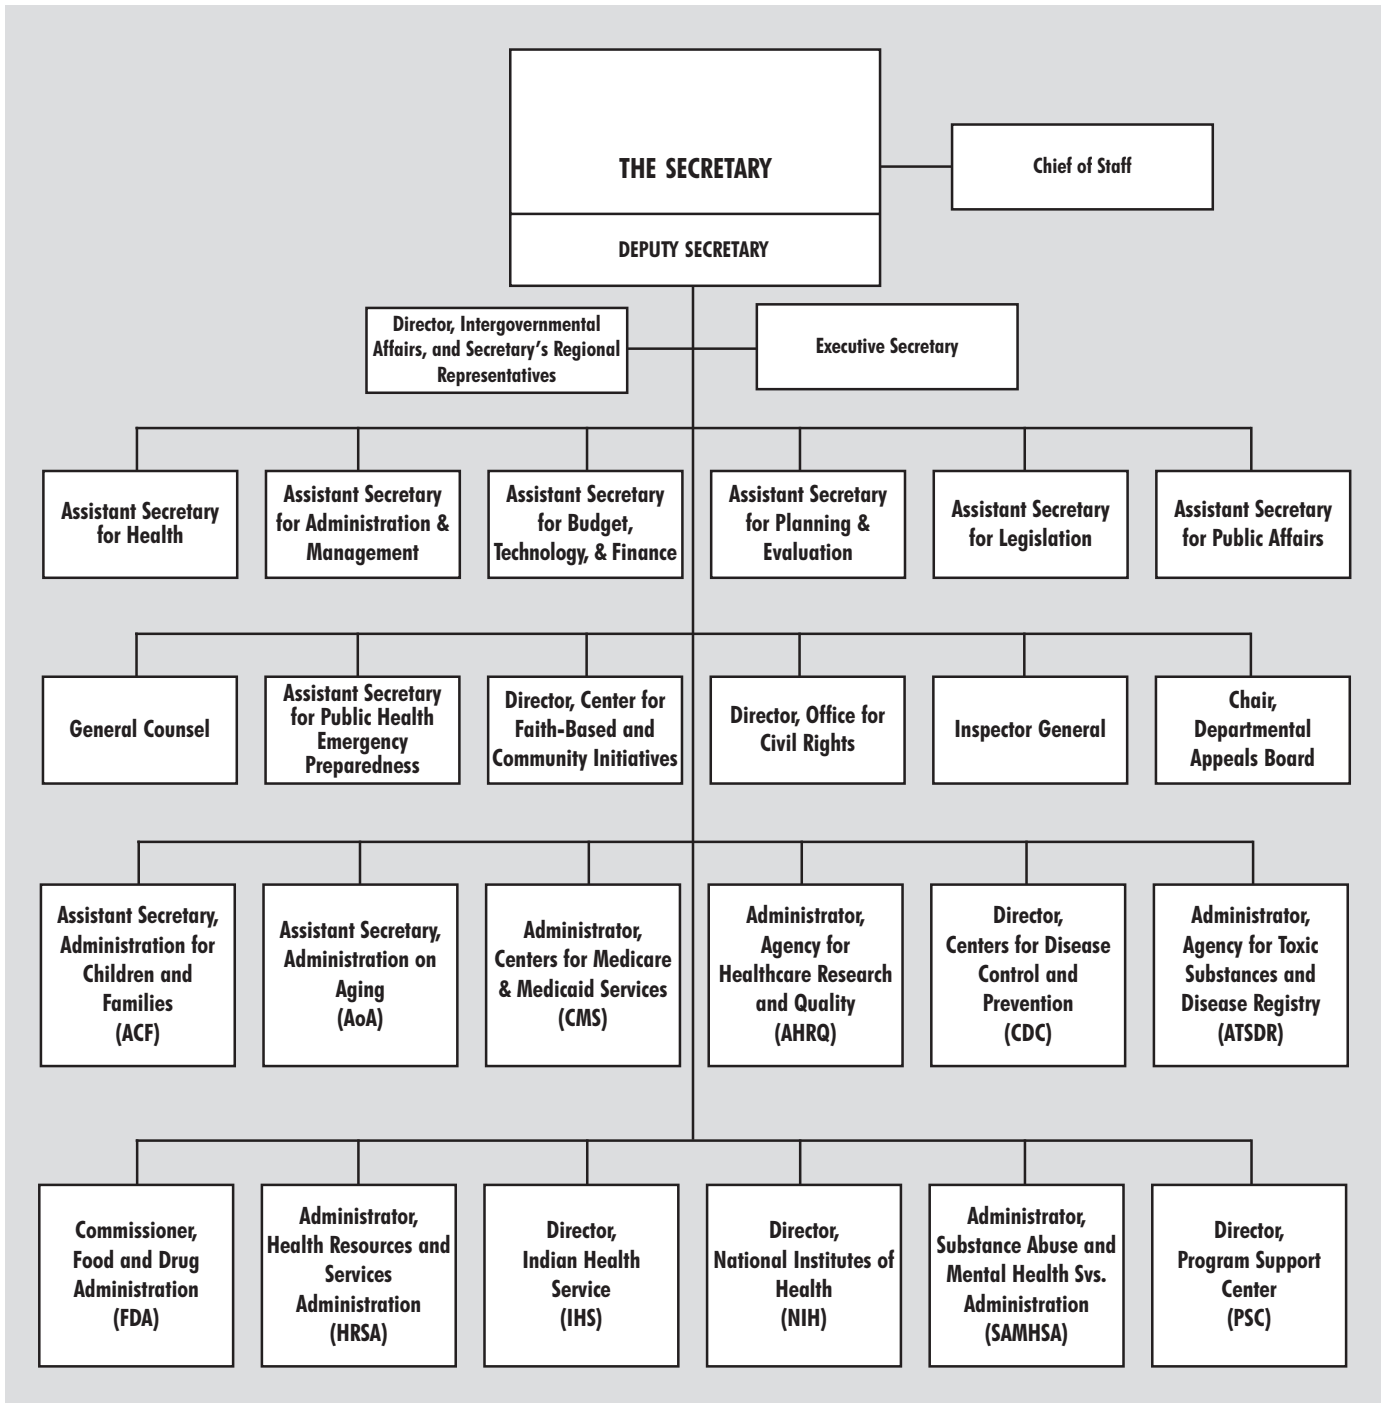 THE SECRETARY
Chief of Staff
DEPUTY SECRETARY
Director, Intergovernmental
Affairs, and Secretary’s Regional
Representatives
Executive Secretary
Assistant Secretary
for Health
Assistant Secretary
for Administration &
Management
Assistant Secretary
for Budget,
Technology, & Finance
Assistant Secretary
for Planning &
Evaluation
Assistant Secretary
for Legislation
Assistant Secretary
for Public Affairs
General Counsel
Assistant Secretary
for Public Health
Emergency
Preparedness
Director, Center for
Faith-Based and
Community Initiatives
Director, Office for
Civil Rights
Inspector General
Chair,
Departmental
Appeals Board
Assistant Secretary,
Administration for
Children and
Families
(ACF)
Assistant Secretary,
Administration on
Aging
(AoA)
Administrator,
Centers for Medicare
& Medicaid Services
(CMS)
Administrator,
Agency for
Healthcare Research
and Quality
(AHRQ)
Director,
Centers for Disease
Control and
Prevention
(CDC)
Administrator,
Agency for Toxic
Substances and
Disease Registry
(ATSDR)
Commissioner,
Food and Drug
Administration
(FDA)
Administrator,
Health Resources and
Services
Administration
(HRSA)
Director,
Indian Health
Service
(IHS)
Director,
National Institutes of
Health
(NIH)
Administrator,
Substance Abuse and
Mental Health Svs.
Administration
(SAMHSA)
Director,
Program Support
Center
(PSC)